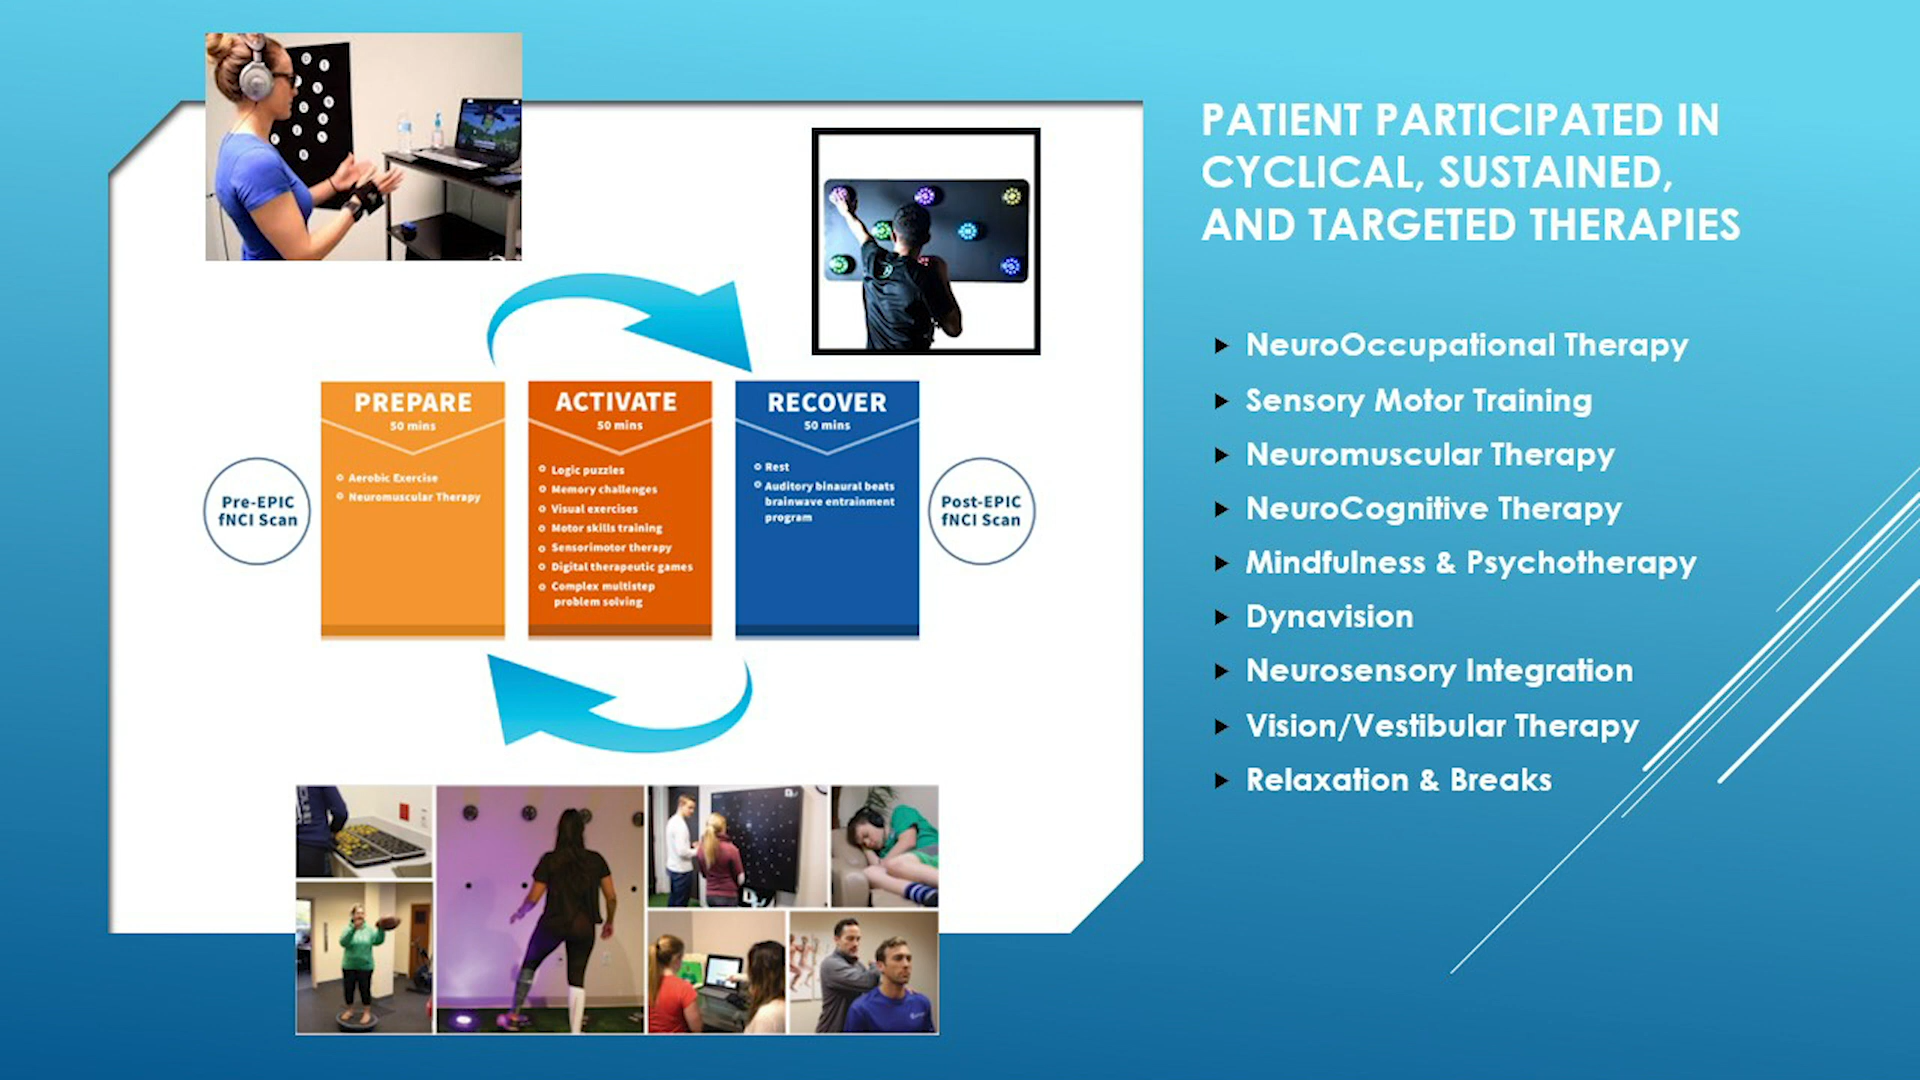 PATIENT PARTICIPATED IN
CYCLICAL, SUSTAINED,
AND TARGETED THERAPIES
PREPARE
50 mins
Aerobic Exercise
Neuromuscular Therapy
ACTIVATE
50 mins
Logic puzzles
Memory challenges
Visual exercises
Motor skills training
Sensorimotor therapy
Digital therapeutic games
Complex multistep
problem solving
RECOVER
50 mins
Rest
Auditory binaural beats
brainwave entrainment
program
Pre-EPIC
fNCI Scan
Post-EPIC
fNCI Scan
NeuroOccupational Therapy
Sensory Motor Training
Neuromuscular Therapy
NeuroCognitive Therapy
Mindfulness & Psychotherapy
Dynavision
Neurosensory Integration
Vision/Vestibular Therapy
Relaxation & Breaks